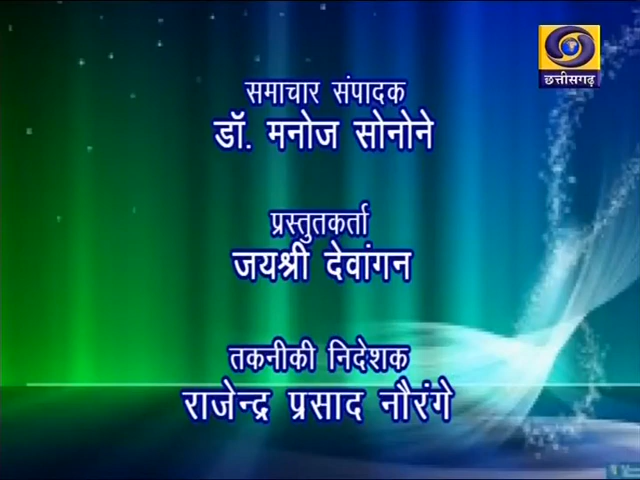 छत्तीसगढ़
समाचार संपादक
डॉ. मनोज सोनोने
प्रस्तुतकर्ता
जयश्री देवांगन
तकनीकी निदेशक
राजेन्द्र प्रसाद नौरंगे